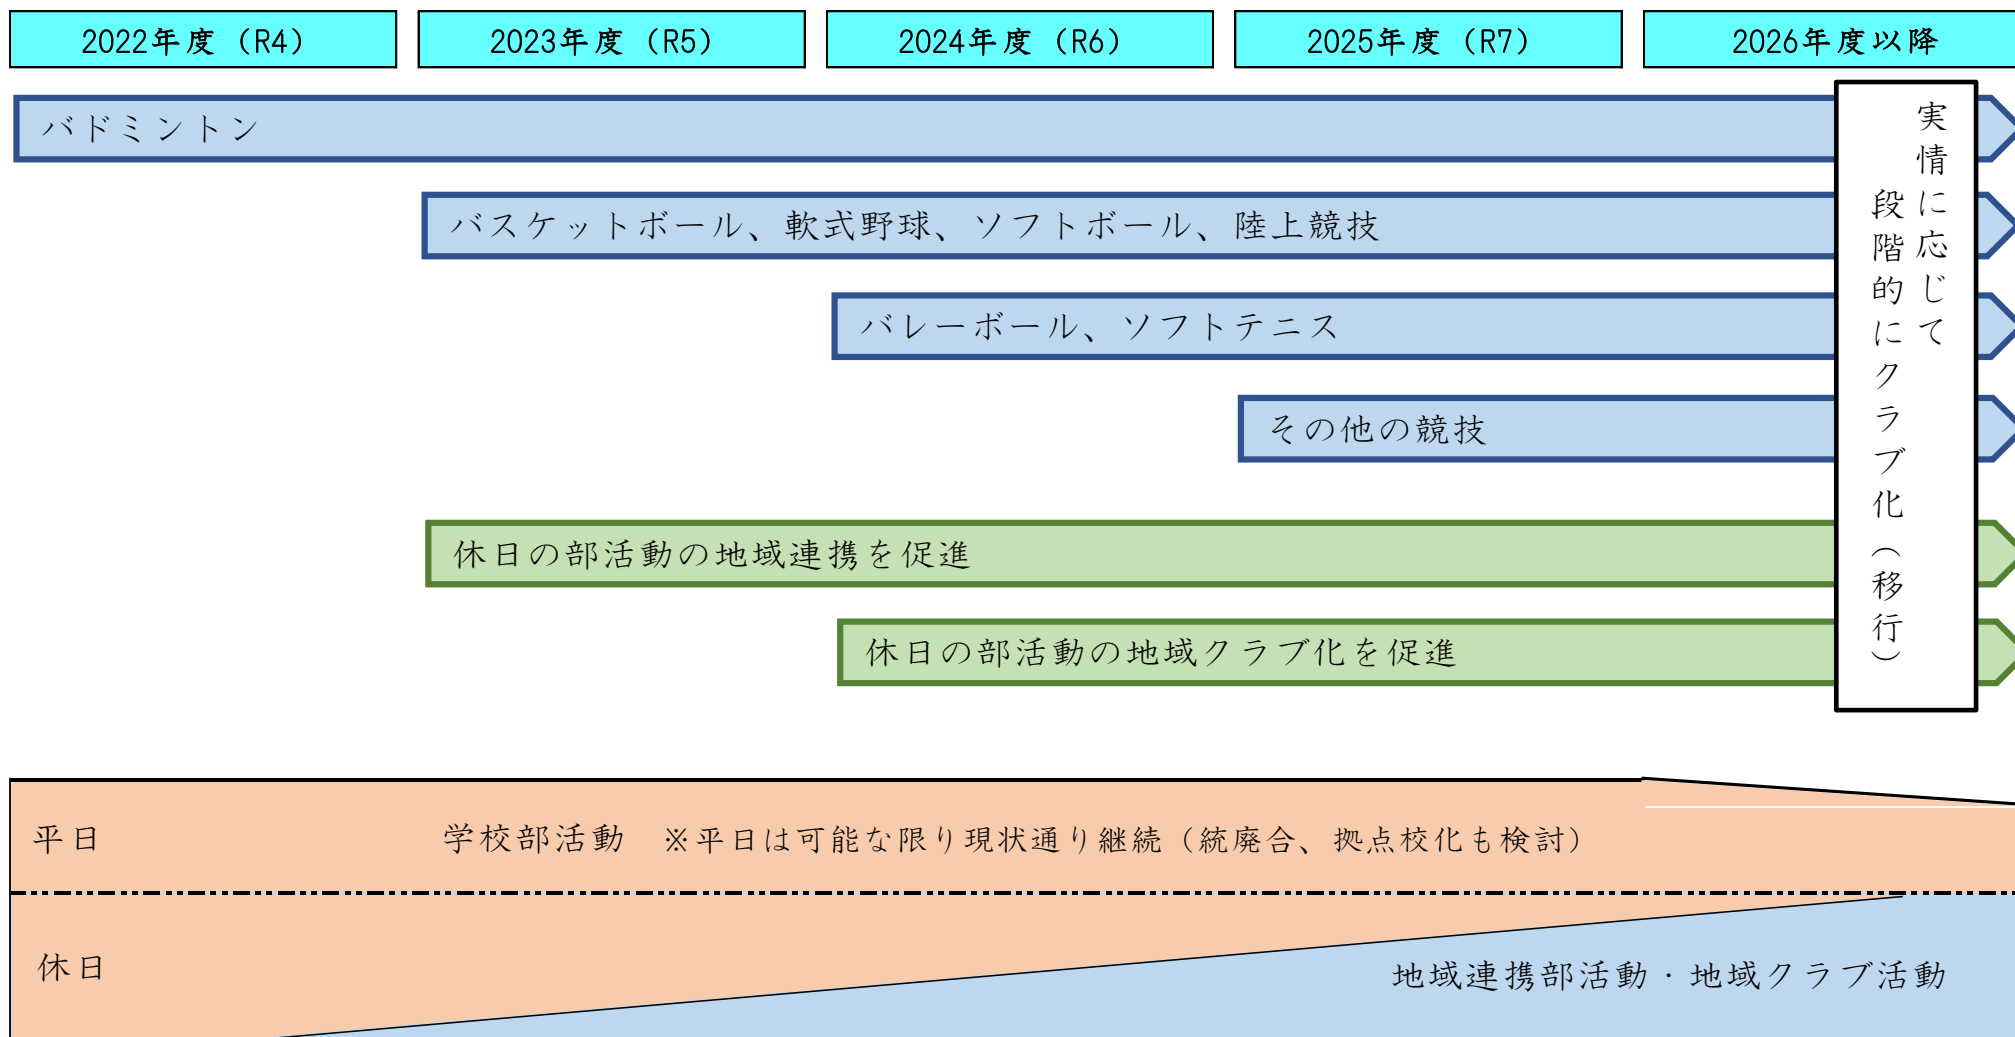 2022年度（R4）
2023年度（R5）
2024年度（R6）
2025年度（R7）
2026年度以降
バドミントン
バスケットボール、軟式野球、ソフトボール、陸上競技
バレーボール、ソフトテニス
その他の競技
休日の部活動の地域連携を促進
休日の部活動の地域クラブ化を促進
実情に応じて
段階的にクラブ化（移行）
平日
学校部活動　※平日は可能な限り現状通り継続（統廃合、拠点校化も検討）
休日
地域連携部活動・地域クラブ活動